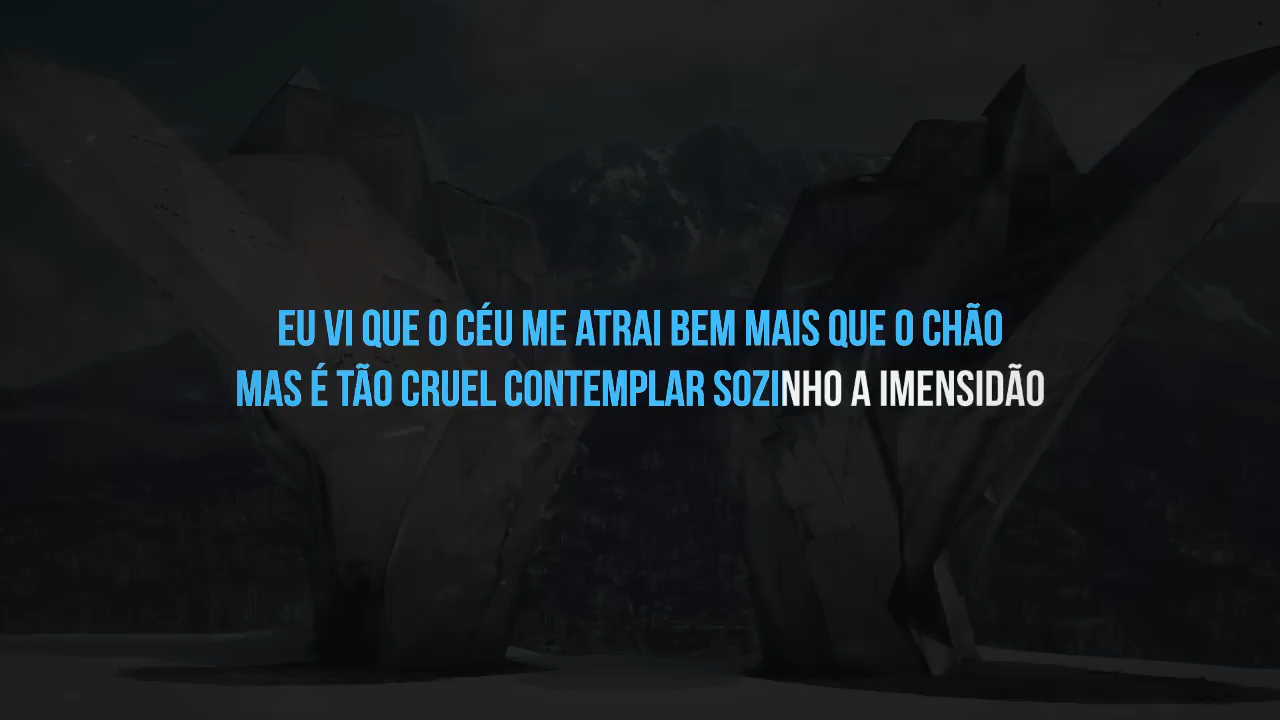 EU VI QUE O CÉU ME ATRAI BEM MAIS QUE O CHÃO
MAS É TÃO CRUEL CONTEMPLAR SOZINHO A IMENSIDÃO